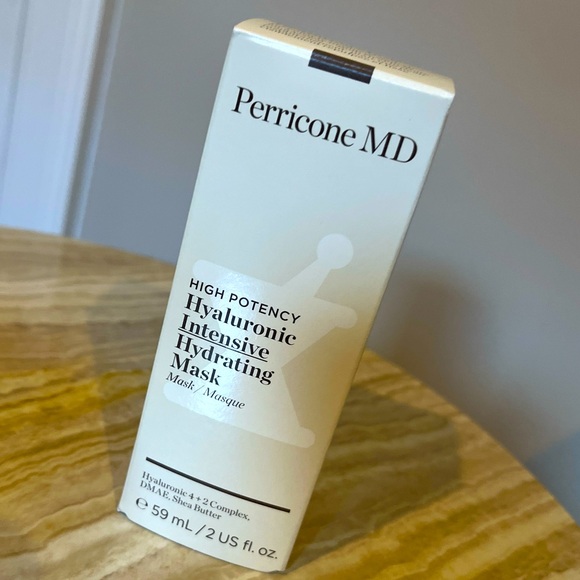 Perricone MD
HIGH POTENCY
Hyaluronic
Intensive
Hydrating
Mask
Mask / Masque
Hyaluronic 4 + 2 Complex,
DMAE, Shea Butter
℮ 59 mL / 2 US fl. oz.